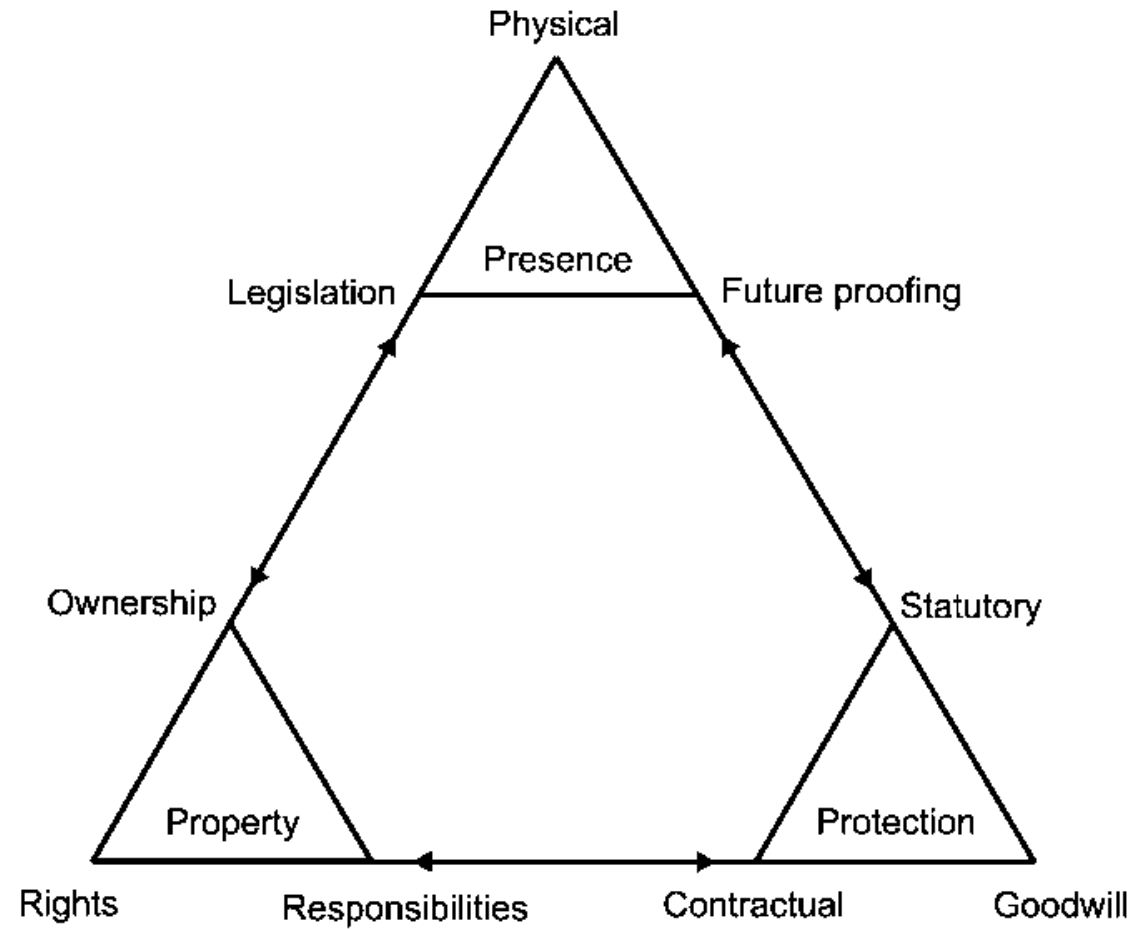 Physical
Presence
Legislation
Future proofing
Ownership
Statutory
Property
Protection
Rights
Responsibilities
Contractual
Goodwill